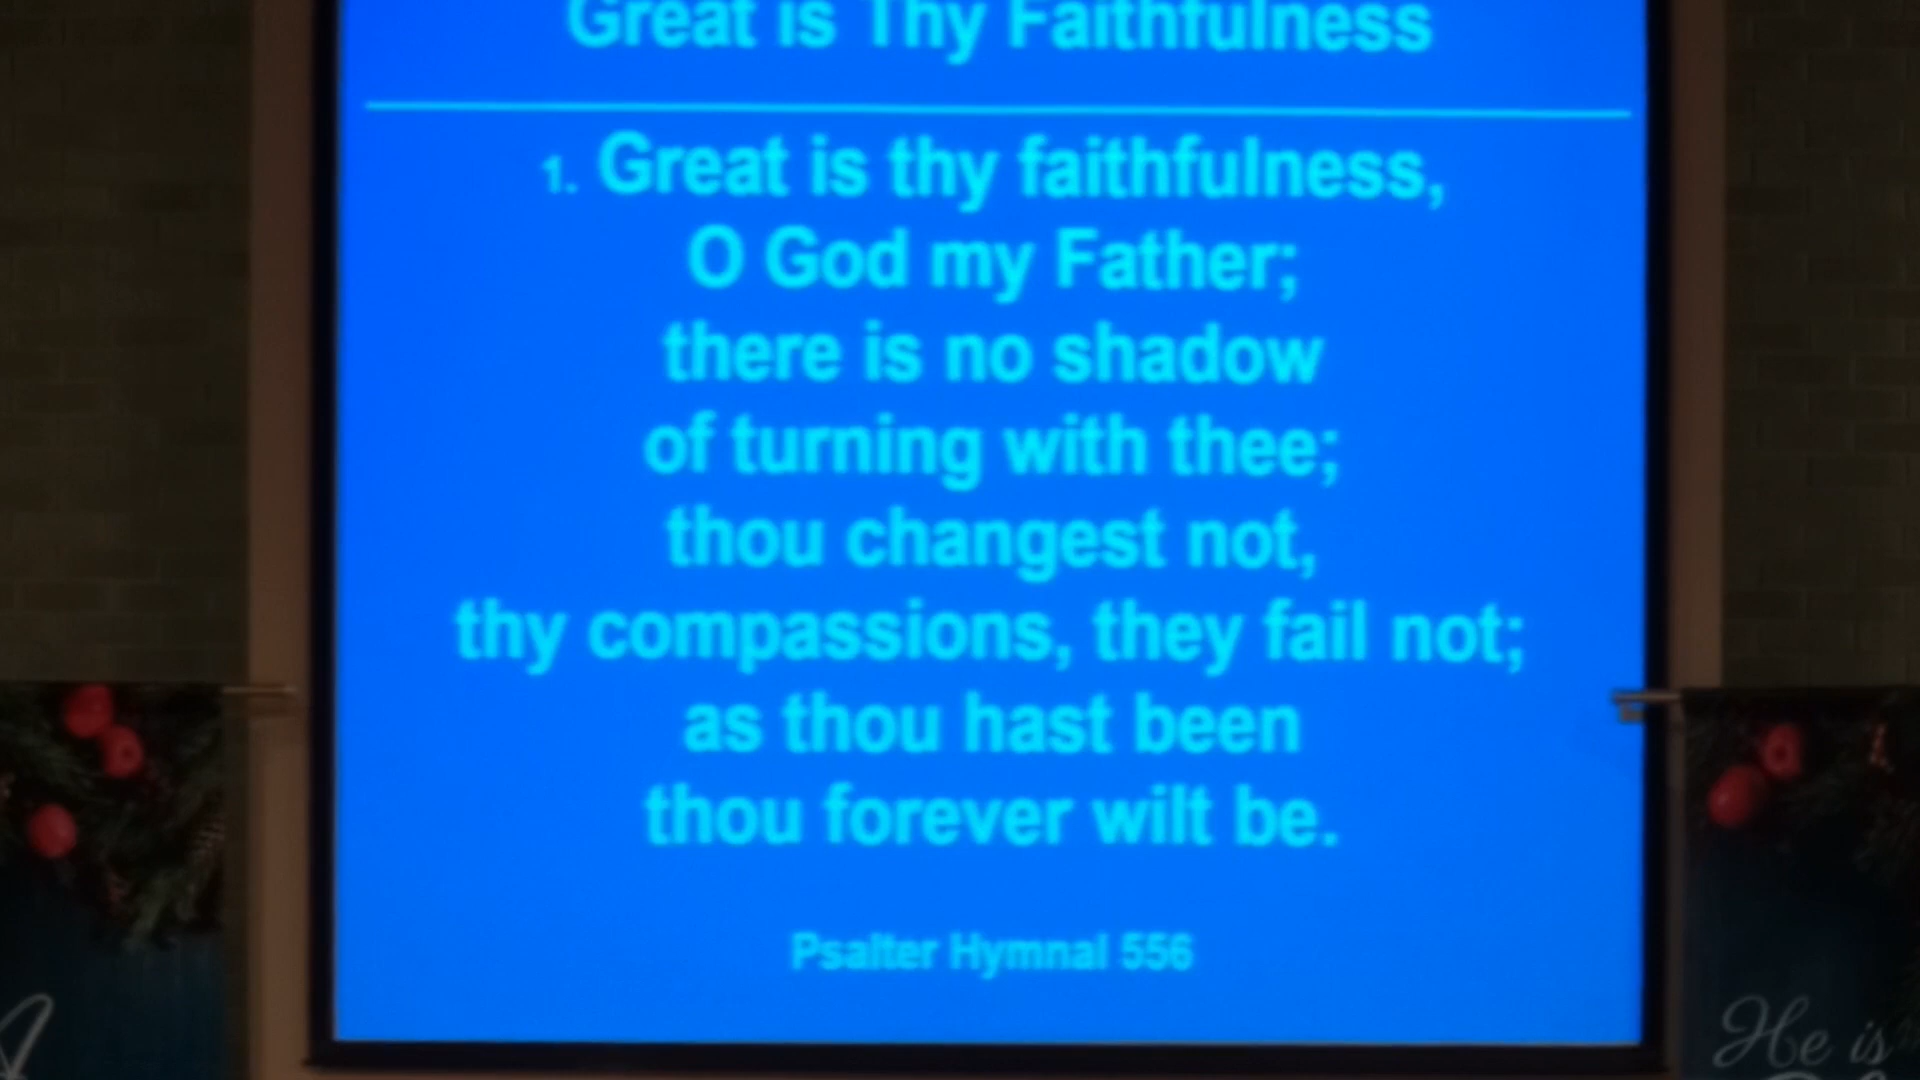 Great is Thy Faithfulness
1. Great is thy faithfulness,
O God my Father;
there is no shadow
of turning with thee;
thou changest not,
thy compassions, they fail not;
as thou hast been
thou forever wilt be.
Psalter Hymnal 556
He is